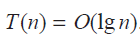 T(n) = O(lg n)